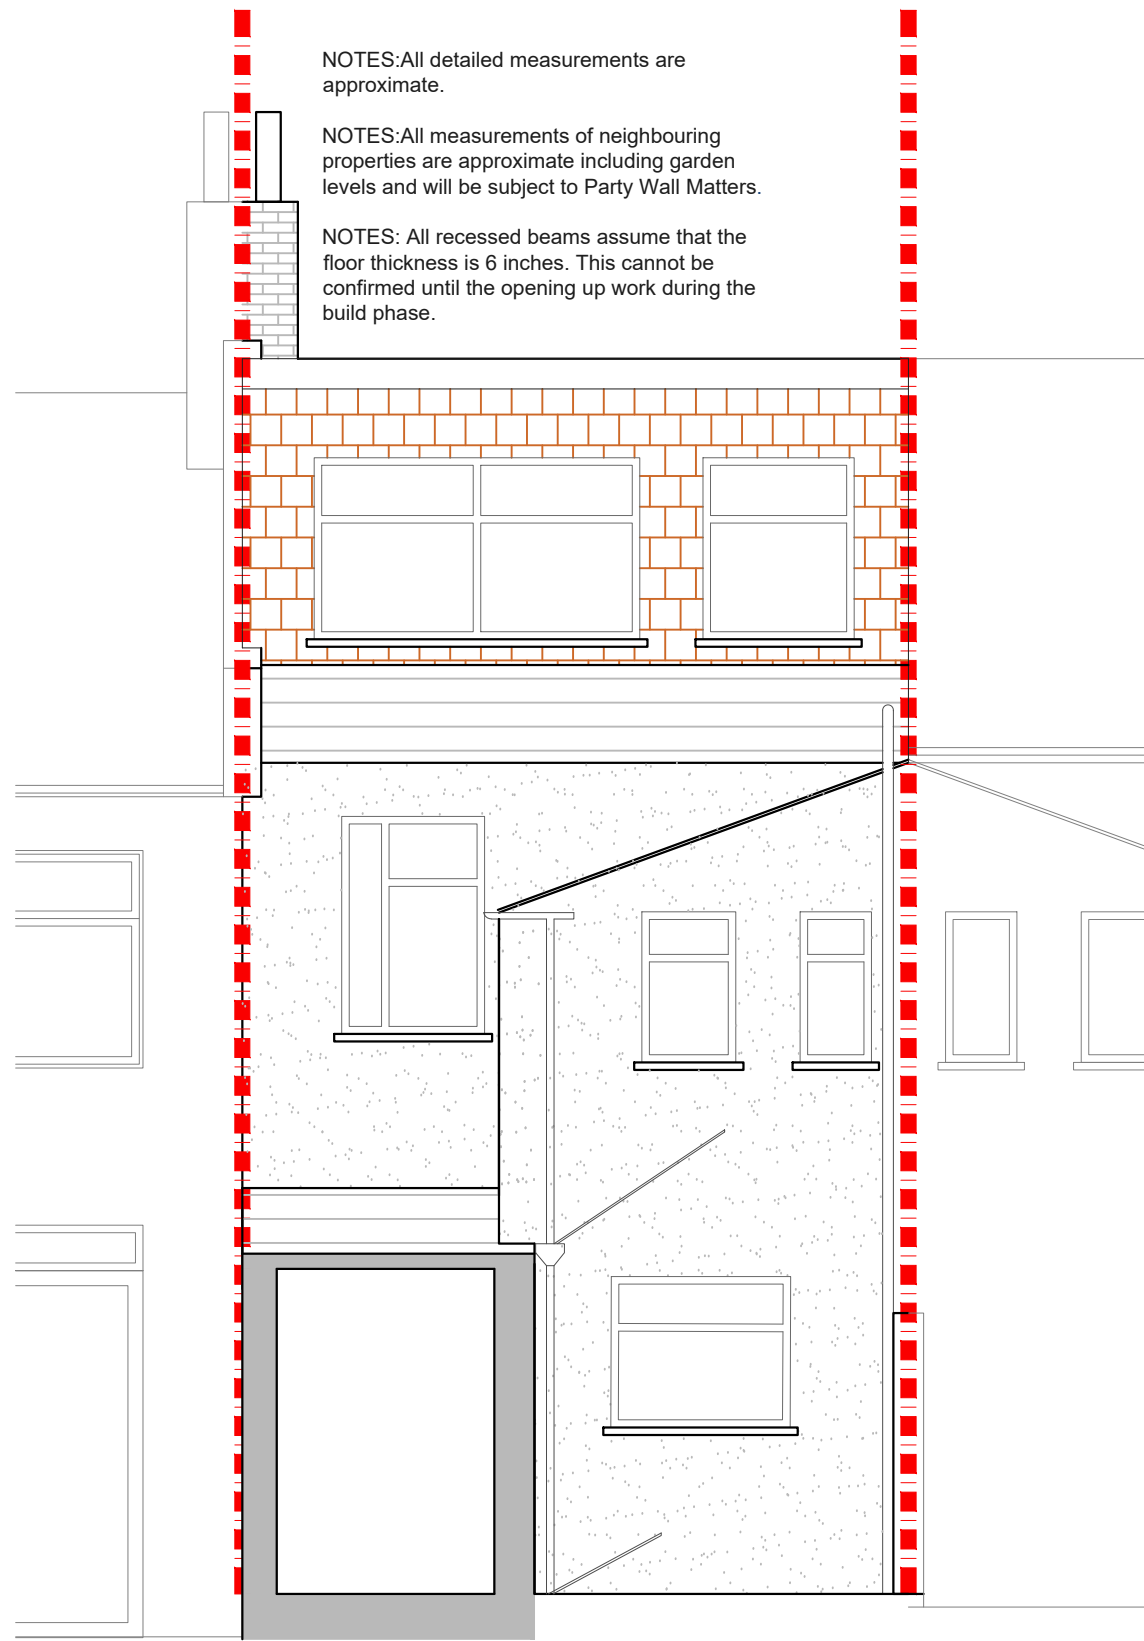 NOTES:All detailed measurements are
approximate.
NOTES:All measurements of neighbouring
properties are approximate including garden
levels and will be subject to Party Wall Matters.
NOTES: All recessed beams assume that the
floor thickness is 6 inches. This cannot be
confirmed until the opening up work during the
build phase.